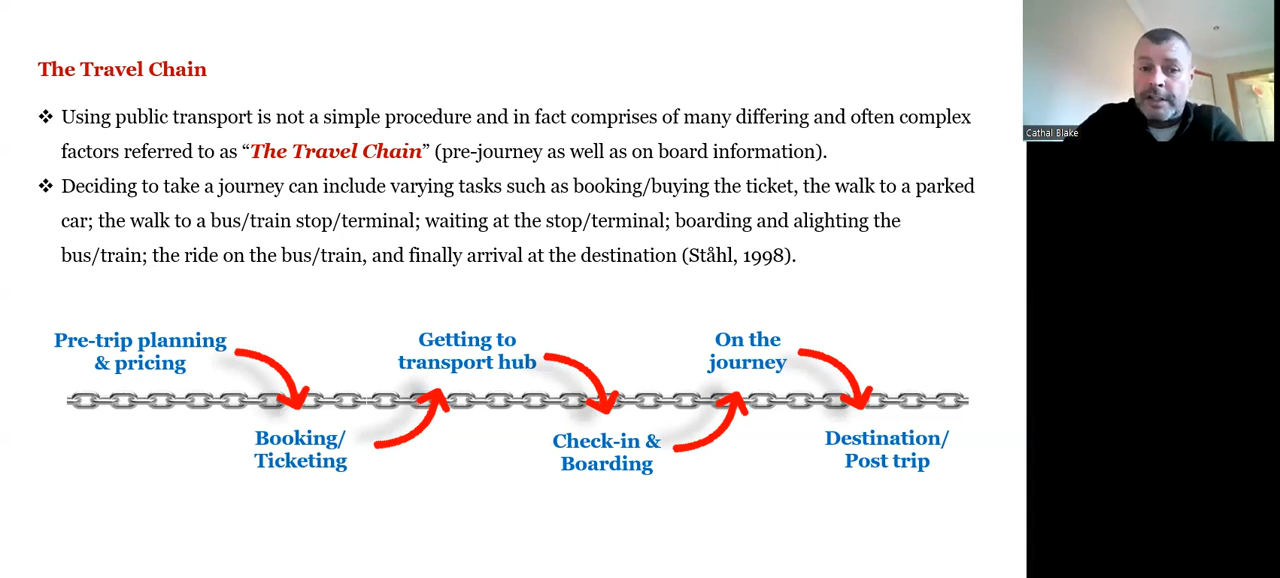 The Travel Chain
❖ Using public transport is not a simple procedure and in fact comprises of many differing and often complex
factors referred to as “The Travel Chain” (pre-journey as well as on board information).
❖ Deciding to take a journey can include varying tasks such as booking/buying the ticket, the walk to a parked
car; the walk to a bus/train stop/terminal; waiting at the stop/terminal; boarding and alighting the
bus/train; the ride on the bus/train, and finally arrival at the destination (Ståhl, 1998).
Pre-trip planning
& pricing
Booking/
Ticketing
Getting to
transport hub
Check-in &
Boarding
On the
journey
Destination/
Post trip
Cathal Blake